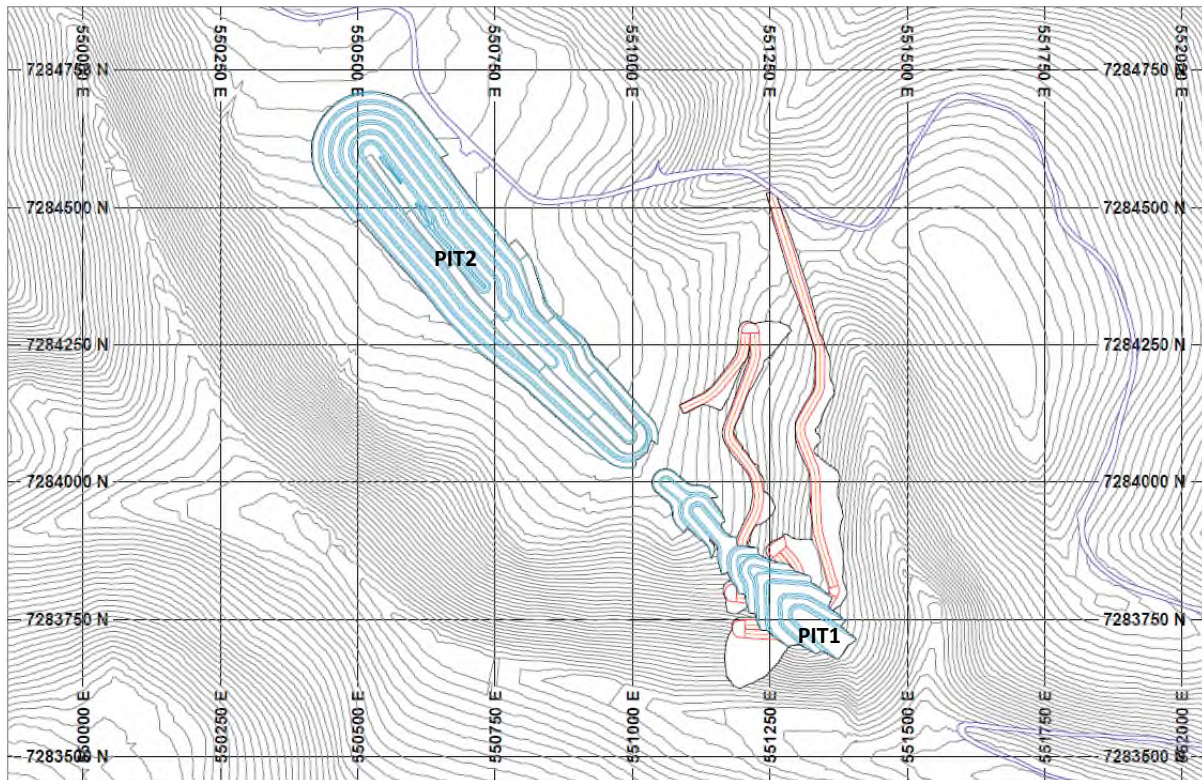 550000 E
550250 E
550500 E
550750 E
551000 E
551250 E
551500 E
551750 E
552000 E
7284750 N
7284750 N
7284500 N
7284500 N
PIT2
7284250 N
7284250 N
7284000 N
7284000 N
7283750 N
7283750 N
PIT1
550000 E
550250 E
550500 E
550750 E
551000 E
551250 E
551500 E
551750 E
552000 E
7283500 N
7283500 N